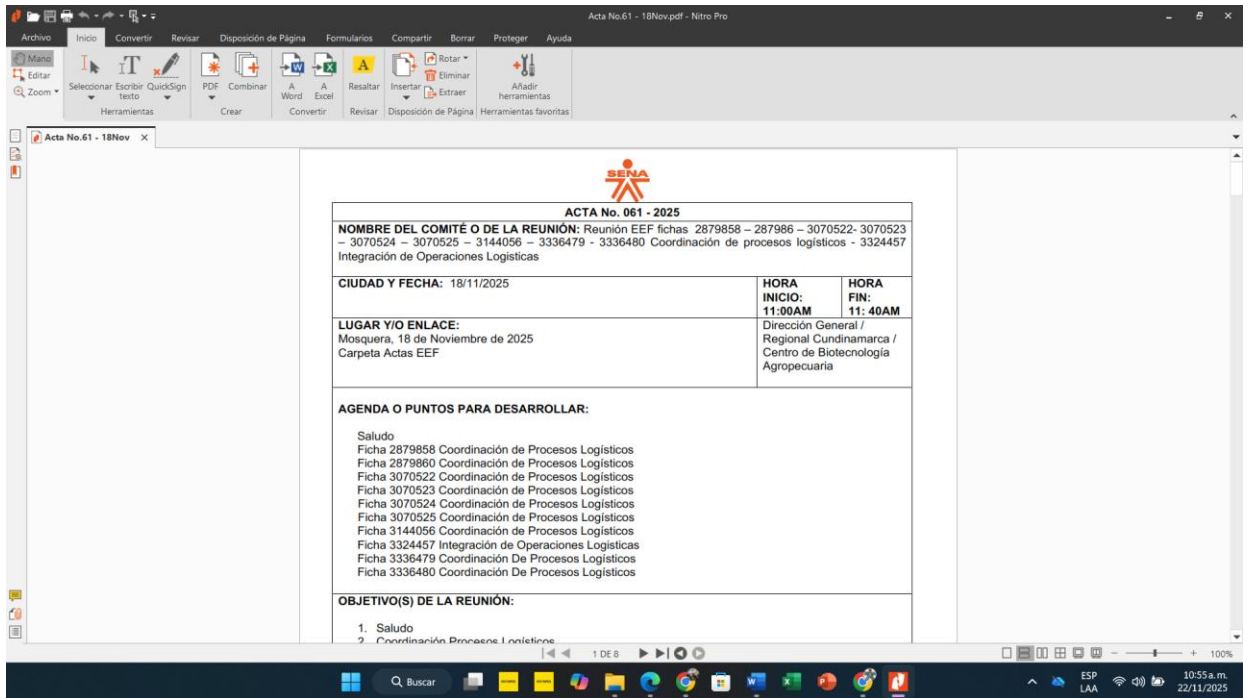 Acta No.61 - 18Nov.pdf - Nitro Pro
Archivo Inicio Convertir Revisar Disposición de Página Formularios Compartir Borrar Proteger Ayuda
Mano
Editar
Zoom
Seleccionar
Escribir texto
QuickSign
Herramientas
PDF
Combinar
Crear
A Word
A Excel
Convertir
Resaltar
Revisar
Insertar
Rotar
Eliminar
Extraer
Disposición de Página
Añadir herramientas
Herramientas favoritas
Acta No.61 - 18Nov
SENA
ACTA No. 061 - 2025
NOMBRE DEL COMITÉ O DE LA REUNIÓN: Reunión EEF fichas 2879858 – 287986 – 3070522- 3070523
– 3070524 – 3070525 – 3144056 – 3336479 - 3336480 Coordinación de procesos logísticos - 3324457
Integración de Operaciones Logisticas
CIUDAD Y FECHA: 18/11/2025
HORA INICIO: 11:00AM
HORA FIN: 11: 40AM
LUGAR Y/O ENLACE:
Mosquera, 18 de Noviembre de 2025
Carpeta Actas EEF
Dirección General /
Regional Cundinamarca /
Centro de Biotecnología
Agropecuaria
AGENDA O PUNTOS PARA DESARROLLAR:
Saludo
Ficha 2879858 Coordinación de Procesos Logísticos
Ficha 2879860 Coordinación de Procesos Logísticos
Ficha 3070522 Coordinación de Procesos Logísticos
Ficha 3070523 Coordinación de Procesos Logísticos
Ficha 3070524 Coordinación de Procesos Logísticos
Ficha 3070525 Coordinación de Procesos Logísticos
Ficha 3144056 Coordinación de Procesos Logísticos
Ficha 3324457 Integración de Operaciones Logisticas
Ficha 3336479 Coordinación De Procesos Logísticos
Ficha 3336480 Coordinación De Procesos Logísticos
OBJETIVO(S) DE LA REUNIÓN:
1. Saludo
2. Coordinación Procesos Logísticos
1 DE 8
100%
Buscar
ESP
LAA
10:55 a. m.
22/11/2025